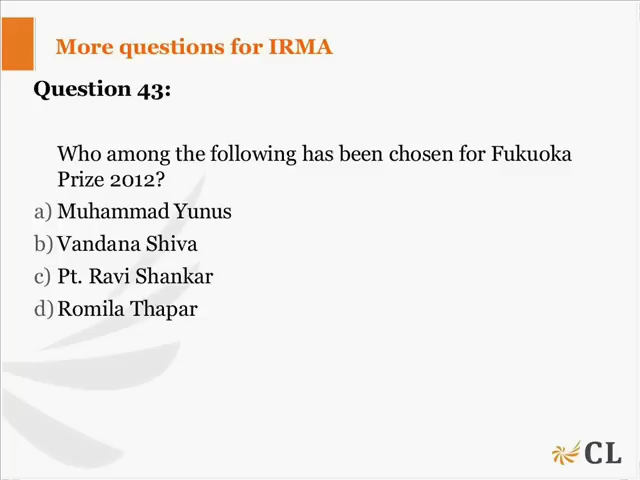 More questions for IRMA
Question 43:
Who among the following has been chosen for Fukuoka
Prize 2012?
a) Muhammad Yunus
b) Vandana Shiva
c) Pt. Ravi Shankar
d) Romila Thapar
CL